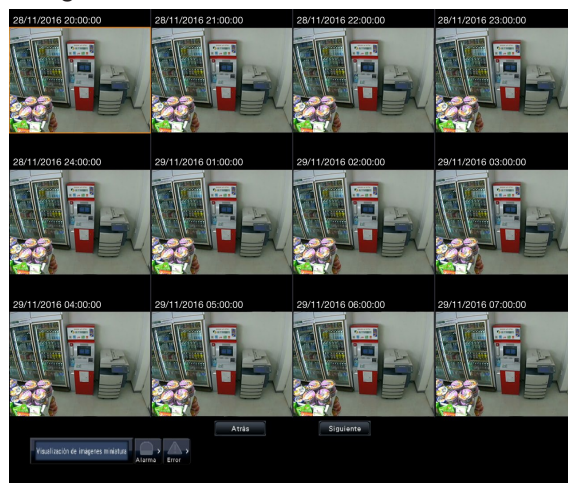 28/11/2016 20:00:00 28/11/2016 21:00:00 28/11/2016 22:00:00 28/11/2016 23:00:00
28/11/2016 24:00:00 29/11/2016 01:00:00 29/11/2016 02:00:00 29/11/2016 03:00:00
29/11/2016 04:00:00 29/11/2016 05:00:00 29/11/2016 06:00:00 29/11/2016 07:00:00
Atrás Siguiente
Visualización de imagenes miniatura
Alarma Error